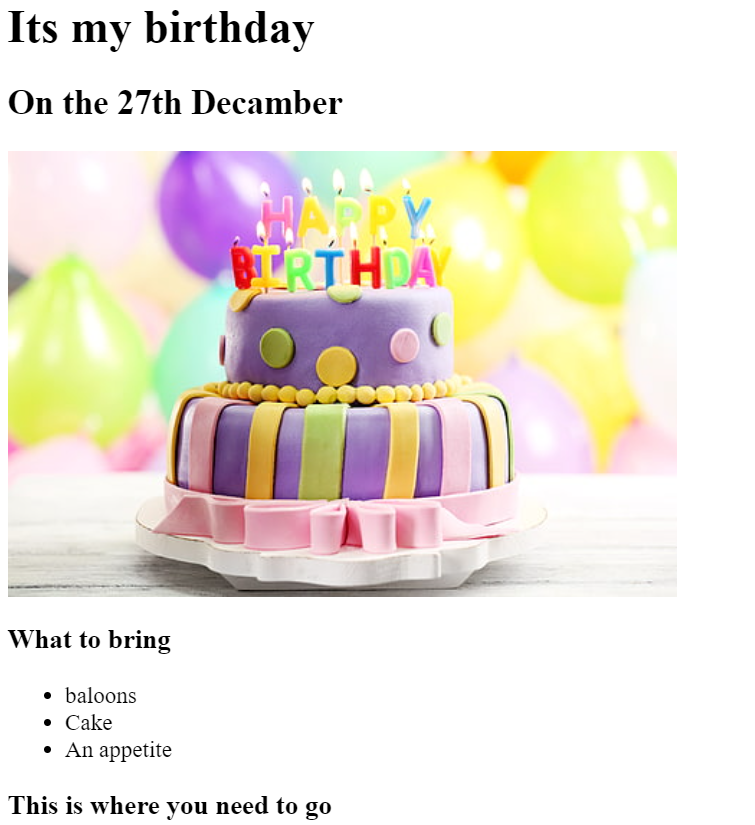 Its my birthday
On the 27th Decamber
HAPPY
BIRTHDAY
What to bring
baloons
Cake
An appetite
This is where you need to go